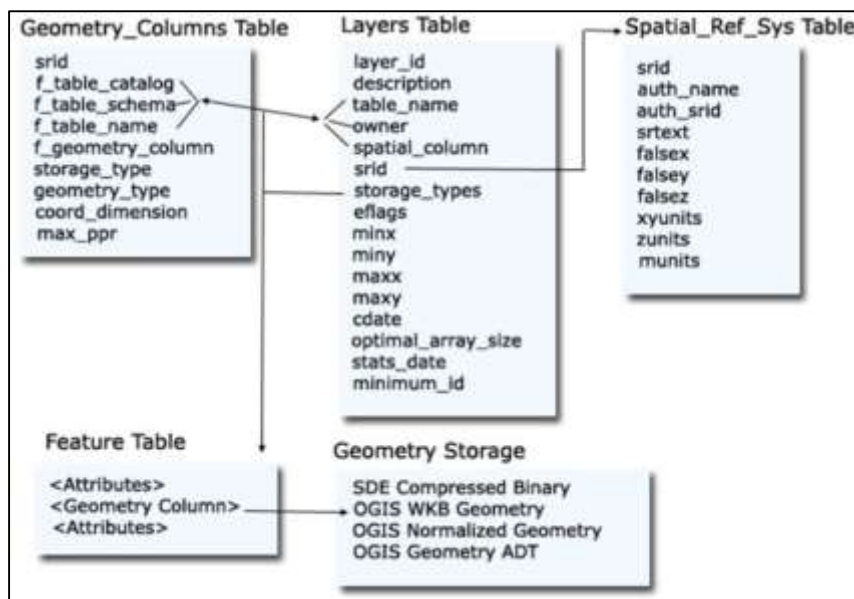 Geometry_Columns Table
srid
f_table_catalog
f_table_schema
f_table_name
f_geometry_column
storage_type
geometry_type
coord_dimension
max_ppr
Layers Table
layer_id
description
table_name
owner
spatial_column
srid
storage_types
eflags
minx
miny
maxx
maxy
cdate
optimal_array_size
stats_date
minimum_id
Spatial_Ref_Sys Table
srid
auth_name
auth_srid
srtext
falsex
falsey
falsez
xyunits
zunits
munits
Feature Table
<Attributes>
<Geometry Column>
<Attributes>
Geometry Storage
SDE Compressed Binary
OGIS WKB Geometry
OGIS Normalized Geometry
OGIS Geometry ADT